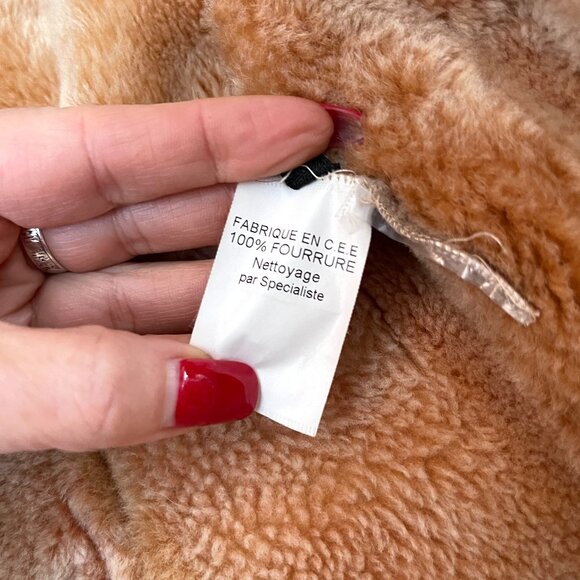 FABRIQUE EN C.E.E
100% FOURRURE
Nettoyage
par Specialiste